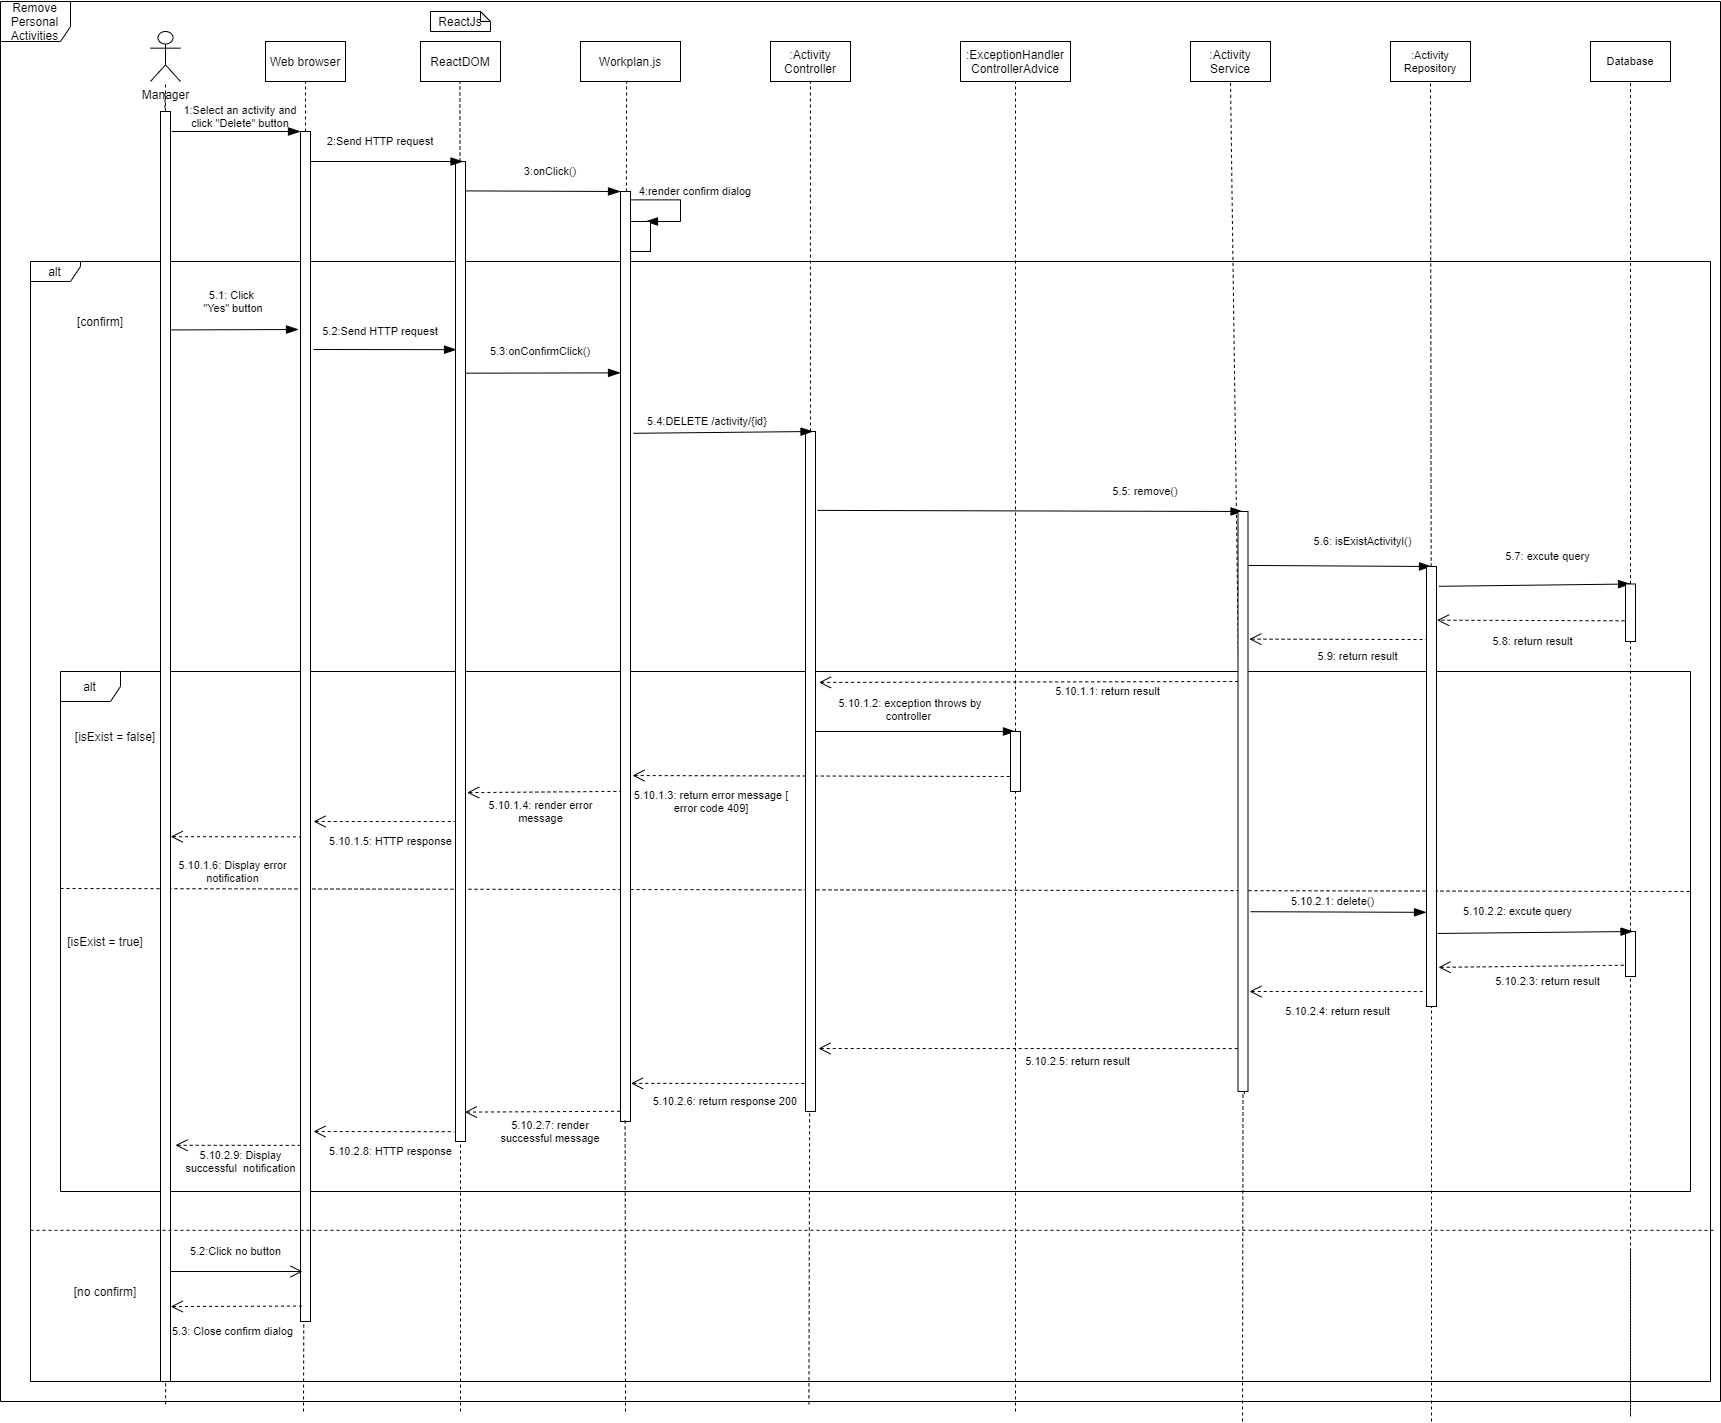 Remove
Personal
Activities
ReactJs
Manager
Web browser
ReactDOM
Workplan.js
:Activity
Controller
:ExceptionHandler
ControllerAdvice
:Activity
Service
:Activity
Repository
Database
1:Select an activity and
click "Delete" button
2:Send HTTP request
3:onClick()
4:render confirm dialog
alt
[confirm]
5.1: Click
"Yes" button
5.2:Send HTTP request
5.3:onConfirmClick()
5.4:DELETE /activity/{id}
5.5: remove()
5.6: isExistActivityI()
5.7: excute query
5.8: return result
5.9: return result
alt
[isExist = false]
5.10.1.1: return result
5.10.1.2: exception throws by
controller
5.10.1.3: return error message [
error code 409]
5.10.1.4: render error
message
5.10.1.5: HTTP response
5.10.1.6: Display error
notification
[isExist = true]
5.10.2.1: delete()
5.10.2.2: excute query
5.10.2.3: return result
5.10.2.4: return result
5.10.2.5: return result
5.10.2.6: return response 200
5.10.2.7: render
successful message
5.10.2.8: HTTP response
5.10.2.9: Display
successful  notification
5.2:Click no button
[no confirm]
5.3: Close confirm dialog